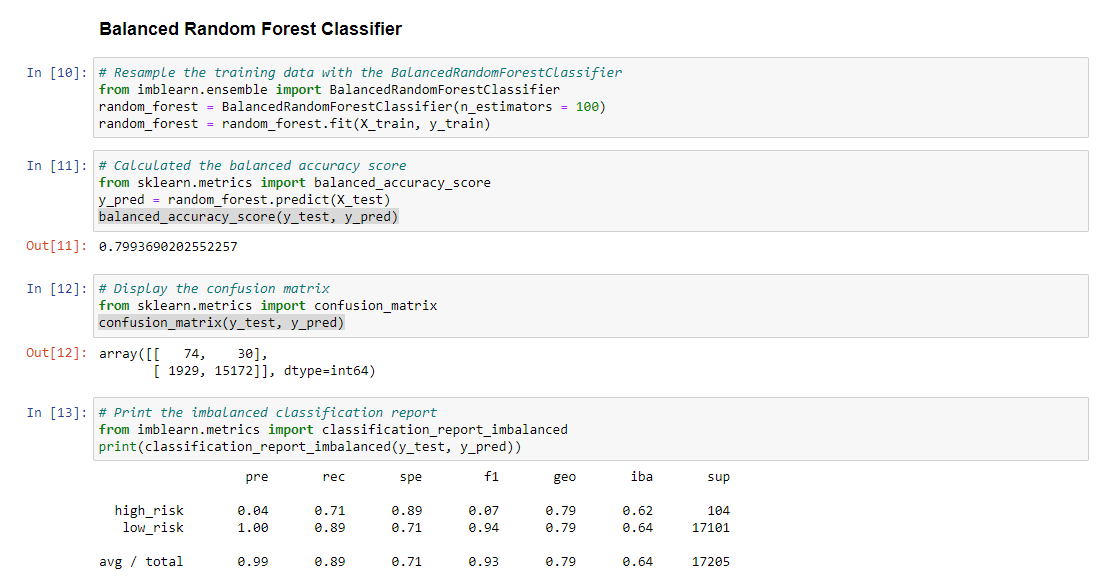 Balanced Random Forest Classifier
In [10]: # Resample the training data with the BalancedRandomForestClassifier
from imblearn.ensemble import BalancedRandomForestClassifier
random_forest = BalancedRandomForestClassifier(n_estimators = 100)
random_forest = random_forest.fit(X_train, y_train)
In [11]: # Calculated the balanced accuracy score
from sklearn.metrics import balanced_accuracy_score
y_pred = random_forest.predict(X_test)
balanced_accuracy_score(y_test, y_pred)
Out[11]: 0.7993690202552257
In [12]: # Display the confusion matrix
from sklearn.metrics import confusion_matrix
confusion_matrix(y_test, y_pred)
Out[12]: array([[   74,    30],
       [ 1929, 15172]], dtype=int64)
In [13]: # Print the imbalanced classification report
from imblearn.metrics import classification_report_imbalanced
print(classification_report_imbalanced(y_test, y_pred))
pre rec spe f1 geo iba sup
high_risk 0.04 0.71 0.89 0.07 0.79 0.62 104
low_risk 1.00 0.89 0.71 0.94 0.79 0.64 17101
avg / total 0.99 0.89 0.71 0.93 0.79 0.64 17205